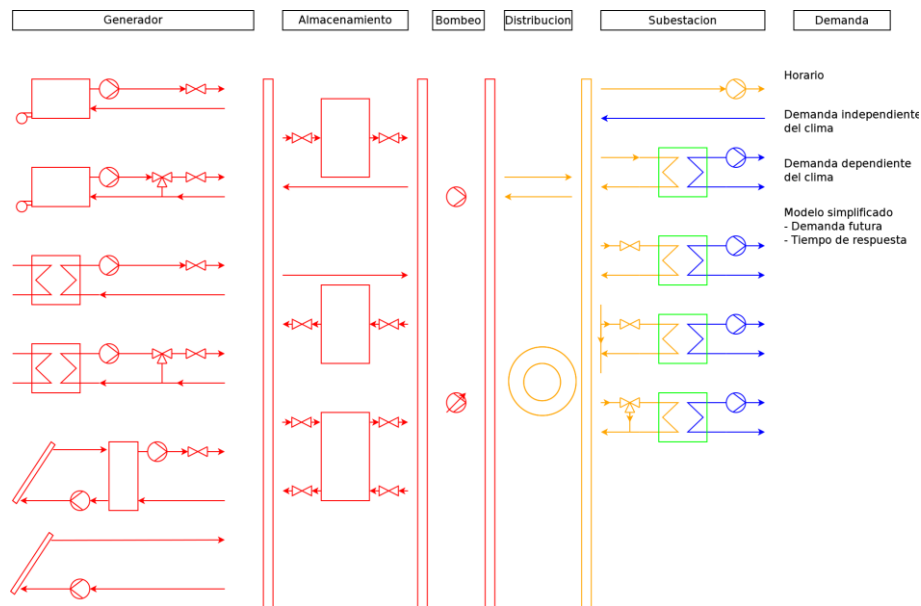 Generador
Almacenamiento
Bombeo
Distribucion
Subestacion
Demanda
Horario
Demanda independiente
del clima
Demanda dependiente
del clima
Modelo simplificado
- Demanda futura
- Tiempo de respuesta